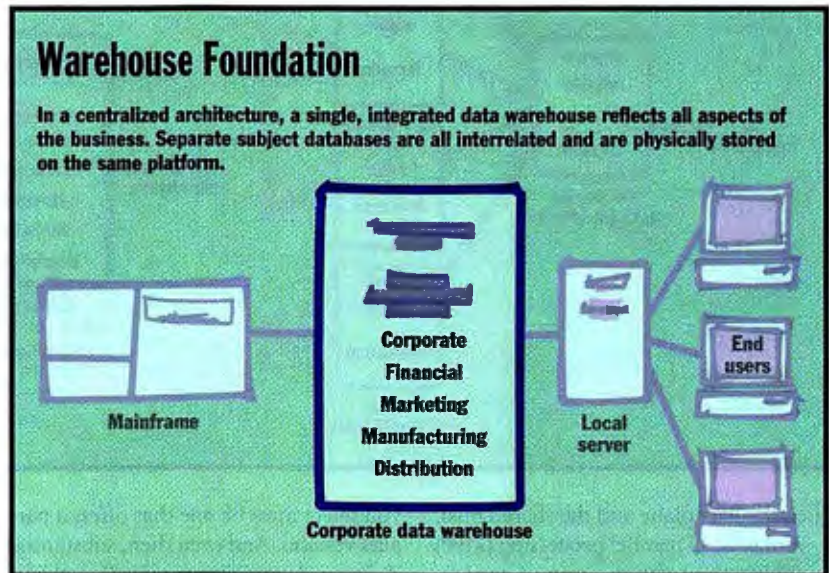 Warehouse Foundation
In a centralized architecture, a single, integrated data warehouse reflects all aspects of
the business. Separate subject databases are all interrelated and are physically stored
on the same platform.
Mainframe
Corporate
Financial
Marketing
Manufacturing
Distribution
Corporate data warehouse
Local
server
End
users